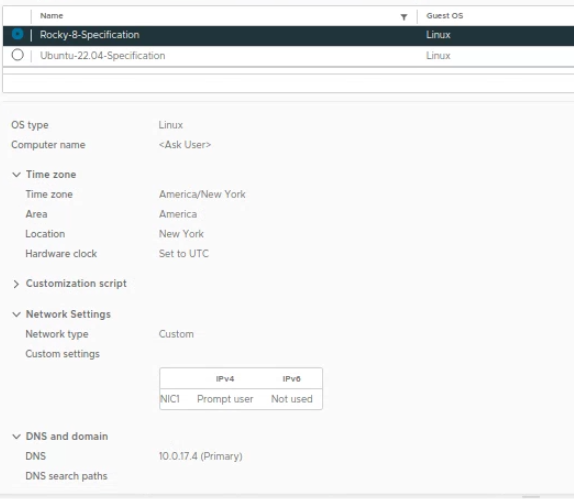 Name Guest OS
Rocky-8-Specification Linux
Ubuntu-22.04-Specification Linux
OS type Linux
Computer name <Ask User>
Time zone
Time zone America/New York
Area America
Location New York
Hardware clock Set to UTC
Customization script
Network Settings
Network type Custom
Custom settings
IPv4 IPv6
NIC1 Prompt user Not used
DNS and domain
DNS 10.0.17.4 (Primary)
DNS search paths